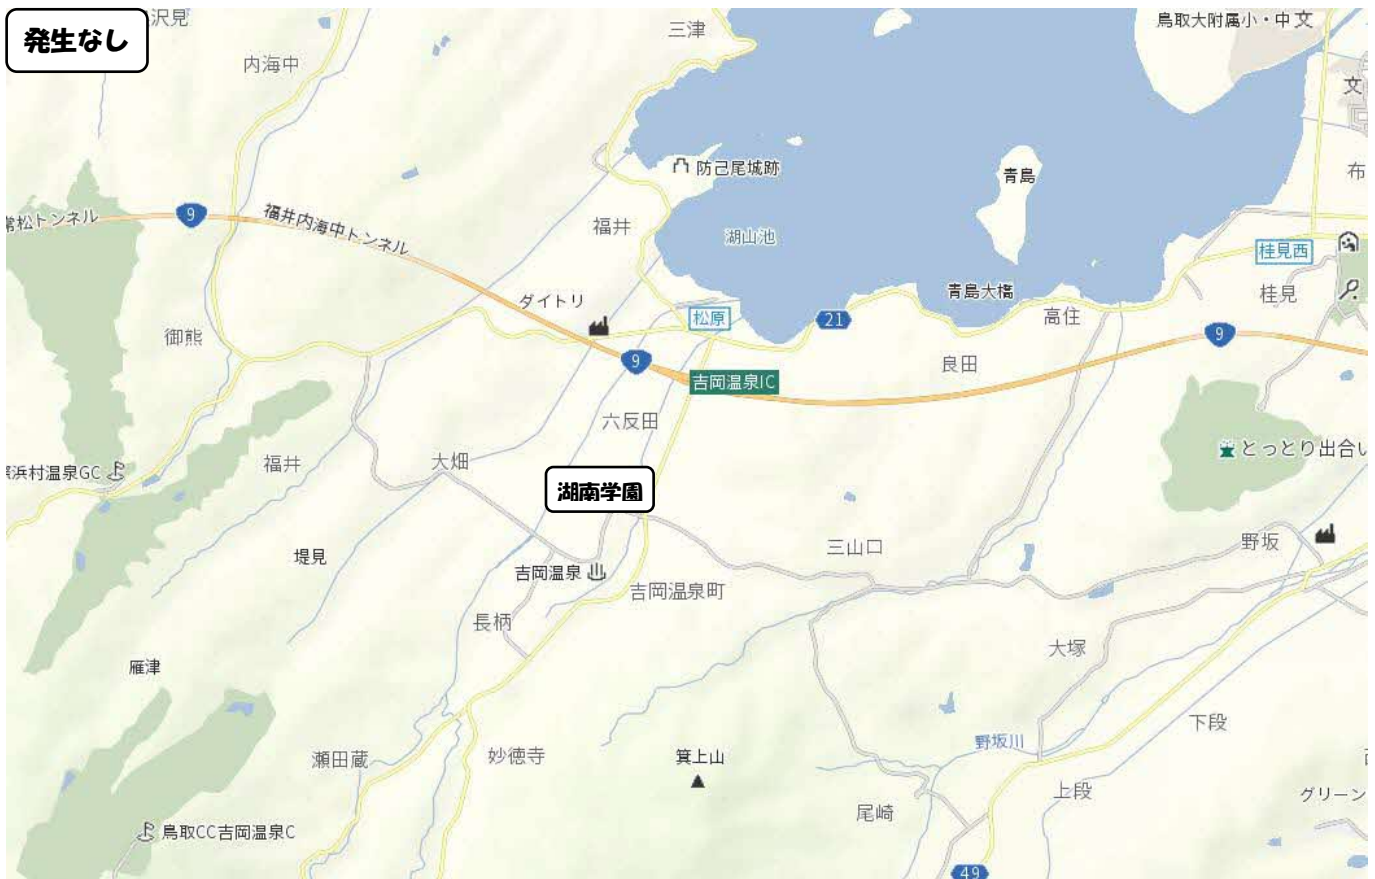 発生なし
沢見
三津
鳥取大附属小・中
文
内海中
文
防己尾城跡
青島
布
9
常松トンネル
福井内海中トンネル
福井
湖山池
桂見西
ダイトリ
青島大橋
桂見
松原
21
高住
御熊
9
9
良田
吉岡温泉IC
六反田
とっとり出合い
福井
大畑
浜村温泉GC
湖南学園
三山口
野坂
堤見
吉岡温泉
吉岡温泉町
長柄
大塚
雁津
下段
野坂川
瀬田蔵
妙徳寺
箕上山
上段
グリーン
尾崎
鳥取CC吉岡温泉C
49